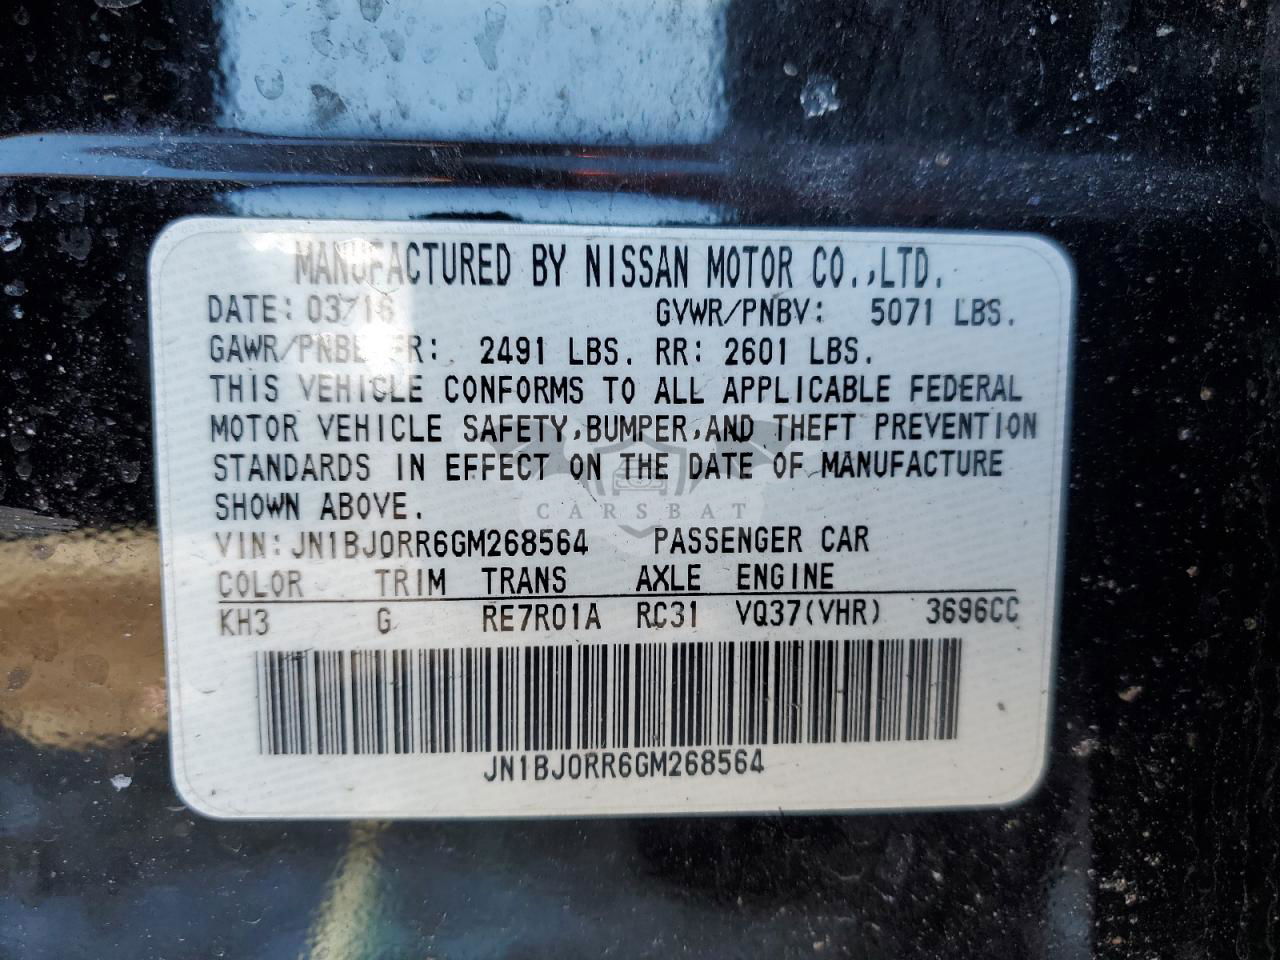 MANUFACTURED BY NISSAN MOTOR CO.,LTD.
DATE: 03/16 GVWR/PNBV: 5071 LBS.
GAWR/PNBE FR: 2491 LBS. RR: 2601 LBS.
THIS VEHICLE CONFORMS TO ALL APPLICABLE FEDERAL
MOTOR VEHICLE SAFETY,BUMPER,AND THEFT PREVENTION
STANDARDS IN EFFECT ON THE DATE OF MANUFACTURE
SHOWN ABOVE.
CARSBAT
VIN:JN1BJ0RR6GM268564 PASSENGER CAR
COLOR TRIM TRANS AXLE ENGINE
KH3 G RE7R01A RC31 VQ37(VHR) 3696CC
JN1BJ0RR6GM268564